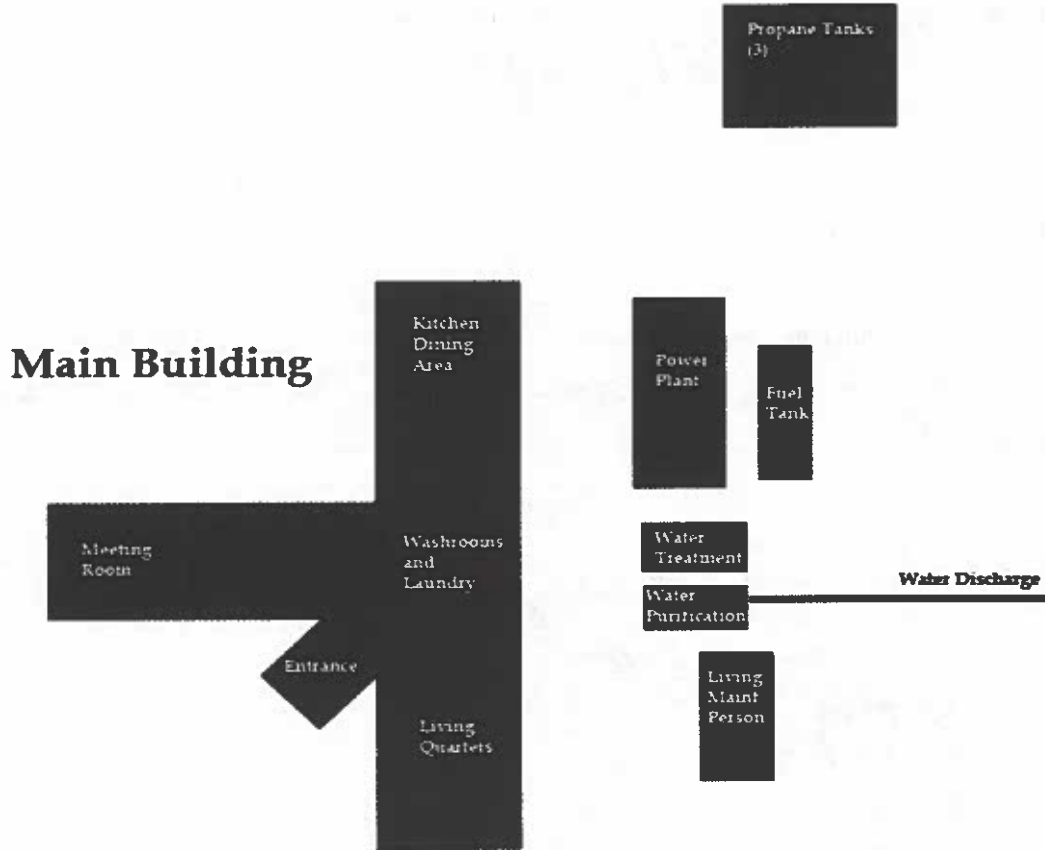 Propane Tanks
(3)
Main Building
Kitchen
Dining
Area
Power
Plant
Fuel
Tank
Meeting
Room
Washrooms
and
Laundry
Water
Treatment
Water Discharge
Water
Purification
Entrance
Living
Maint
Person
Living
Quarters